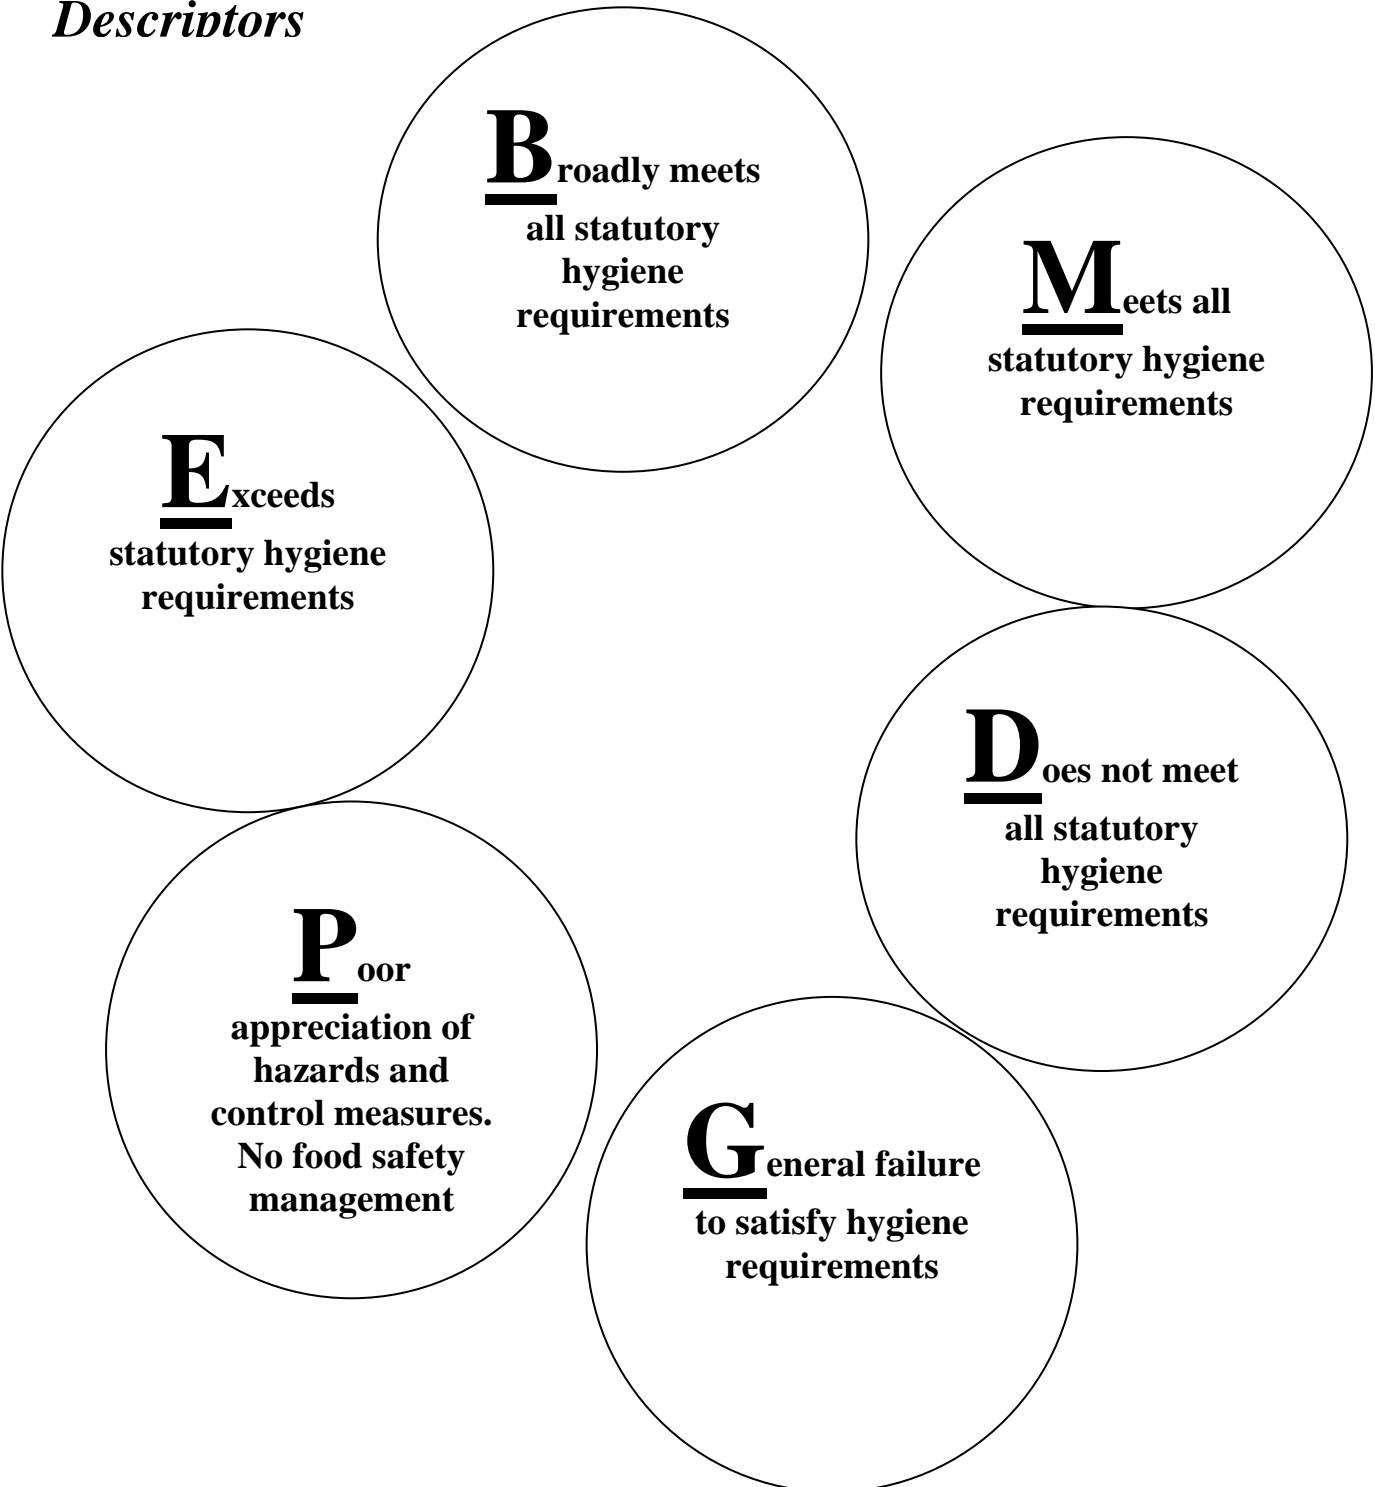 Descriptors
Broadly meets
all statutory
hygiene
requirements
Meets all
statutory hygiene
requirements
Exceeds
statutory hygiene
requirements
Does not meet
all statutory
hygiene
requirements
Poor
appreciation of
hazards and
control measures.
No food safety
management
General failure
to satisfy hygiene
requirements